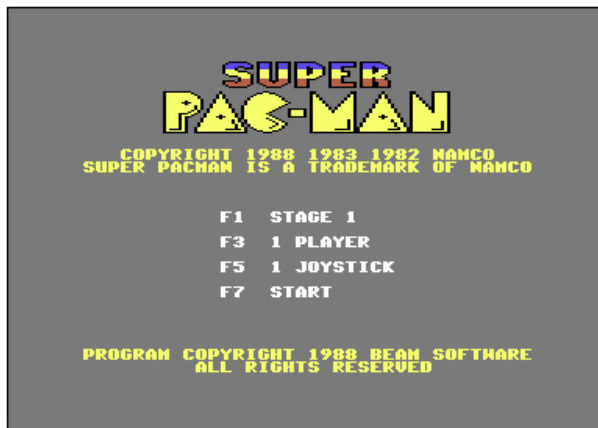 SUPER
PAC-MAN
COPYRIGHT 1988 1983 1982 NAMCO
SUPER PACMAN IS A TRADEMARK OF NAMCO
F1 STAGE 1
F3 1 PLAYER
F5 1 JOYSTICK
F7 START
PROGRAM COPYRIGHT 1988 BEAM SOFTWARE
ALL RIGHTS RESERVED